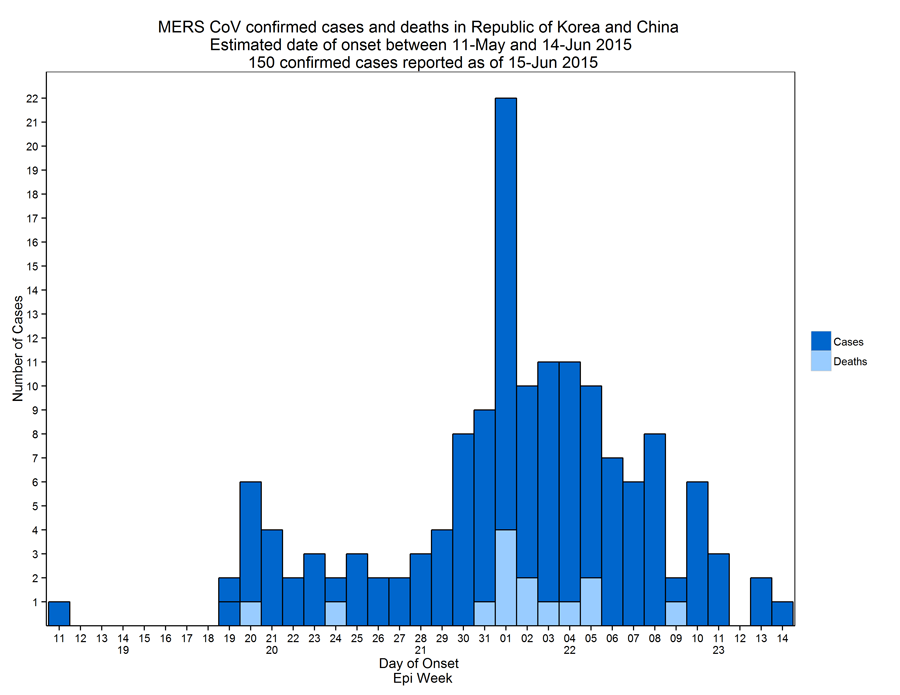 MERS CoV confirmed cases and deaths in Republic of Korea and China
Estimated date of onset between 11-May and 14-Jun 2015
150 confirmed cases reported as of 15-Jun 2015
Number of Cases
22
21
20
19
18
17
16
15
14
13
12
11
10
9
8
7
6
5
4
3
2
1
Cases
Deaths
11 12 13 14 15 16 17 18 19 20 21 22 23 24 25 26 27 28 29 30 31 01 02 03 04 05 06 07 08 09 10 11 12 13 14
19 20 21 22 23
Day of Onset
Epi Week